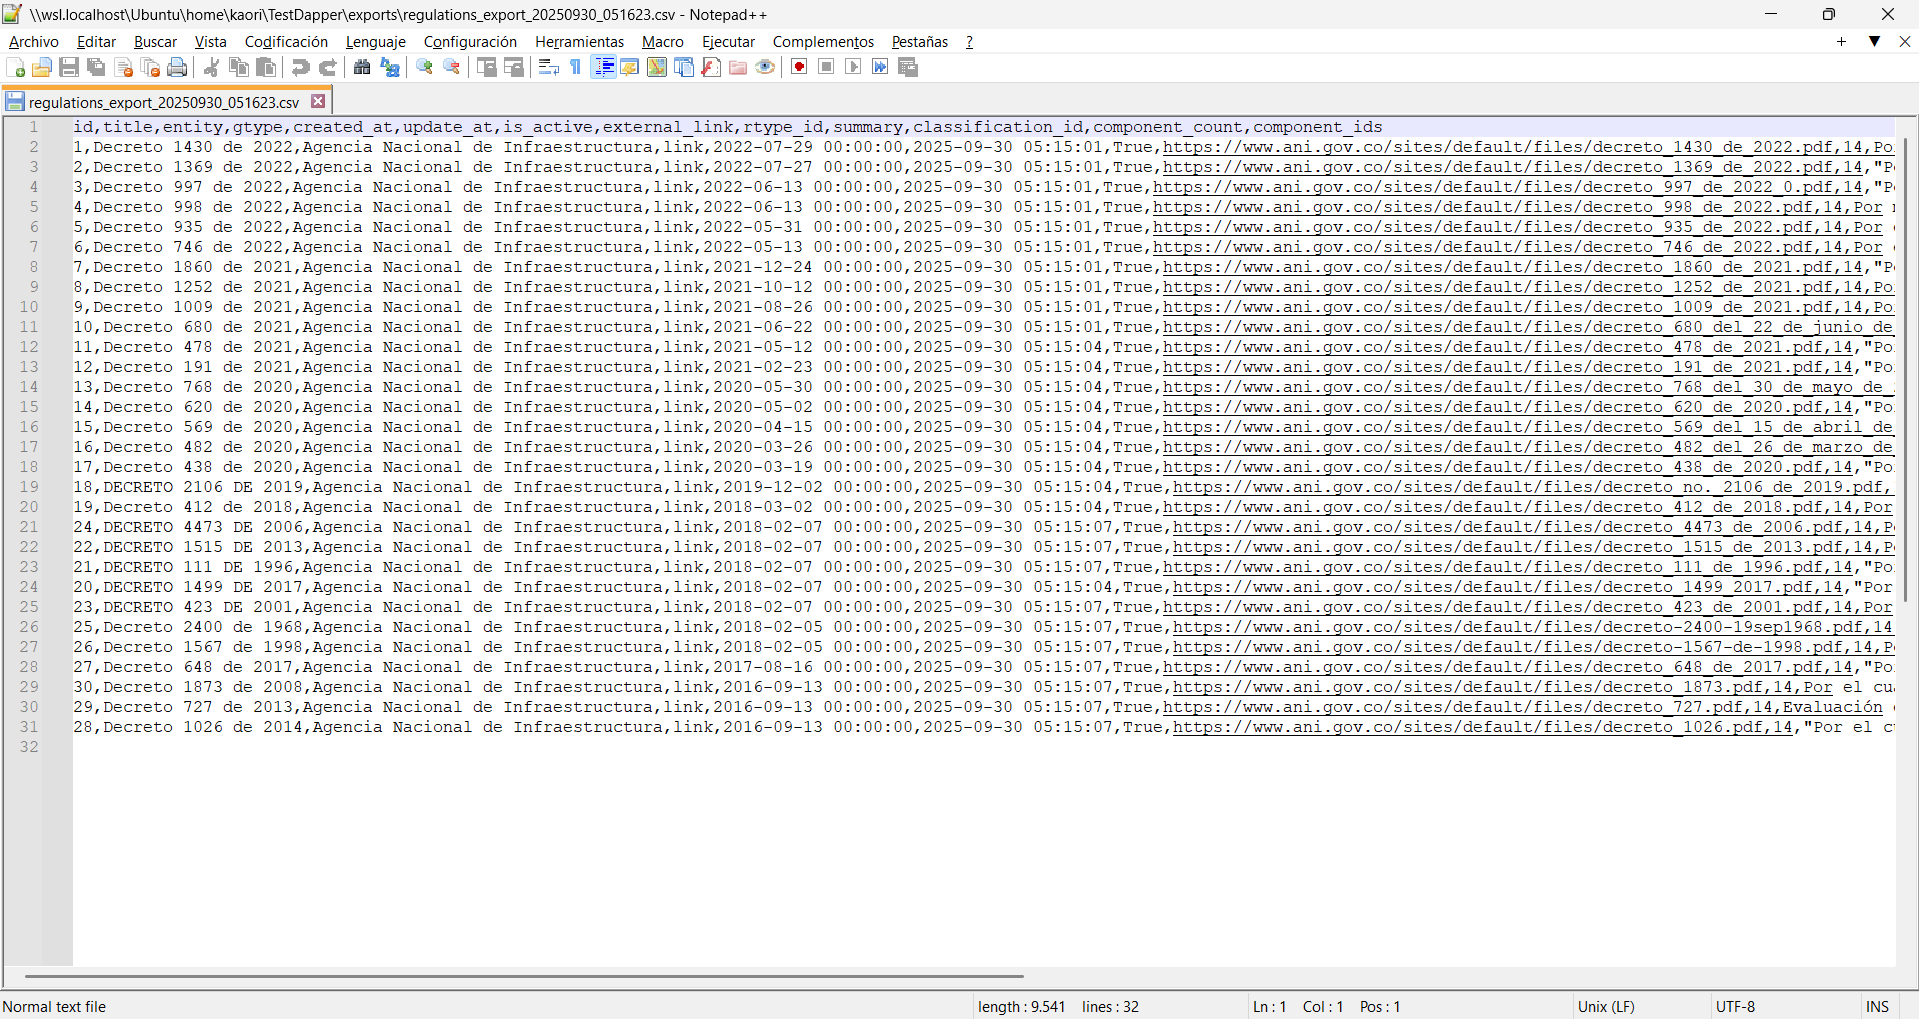 \\wsl.localhost\Ubuntu\home\kaori\TestDapper\exports\regulations_export_20250930_051623.csv - Notepad++
Archivo Editar Buscar Vista Codificación Lenguaje Configuración Herramientas Macro Ejecutar Complementos Pestañas ?
regulations_export_20250930_051623.csv
1 id,title,entity,gtype,created_at,update_at,is_active,external_link,rtype_id,summary,classification_id,component_count,component_ids
2 1,Decreto 1430 de 2022,Agencia Nacional de Infraestructura,link,2022-07-29 00:00:00,2025-09-30 05:15:01,True,https://www.ani.gov.co/sites/default/files/decreto_1430_de_2022.pdf,14,Po
3 2,Decreto 1369 de 2022,Agencia Nacional de Infraestructura,link,2022-07-27 00:00:00,2025-09-30 05:15:01,True,https://www.ani.gov.co/sites/default/files/decreto_1369_de_2022.pdf,14,"P
4 3,Decreto 997 de 2022,Agencia Nacional de Infraestructura,link,2022-06-13 00:00:00,2025-09-30 05:15:01,True,https://www.ani.gov.co/sites/default/files/decreto_997_de_2022_0.pdf,14,"P
5 4,Decreto 998 de 2022,Agencia Nacional de Infraestructura,link,2022-06-13 00:00:00,2025-09-30 05:15:01,True,https://www.ani.gov.co/sites/default/files/decreto_998_de_2022.pdf,14,Por
6 5,Decreto 935 de 2022,Agencia Nacional de Infraestructura,link,2022-05-31 00:00:00,2025-09-30 05:15:01,True,https://www.ani.gov.co/sites/default/files/decreto_935_de_2022.pdf,14,Por
7 6,Decreto 746 de 2022,Agencia Nacional de Infraestructura,link,2022-05-13 00:00:00,2025-09-30 05:15:01,True,https://www.ani.gov.co/sites/default/files/decreto_746_de_2022.pdf,14,Por
8 7,Decreto 1860 de 2021,Agencia Nacional de Infraestructura,link,2021-12-24 00:00:00,2025-09-30 05:15:01,True,https://www.ani.gov.co/sites/default/files/decreto_1860_de_2021.pdf,14,"P
9 8,Decreto 1252 de 2021,Agencia Nacional de Infraestructura,link,2021-10-12 00:00:00,2025-09-30 05:15:01,True,https://www.ani.gov.co/sites/default/files/decreto_1252_de_2021.pdf,14,Po
10 9,Decreto 1009 de 2021,Agencia Nacional de Infraestructura,link,2021-08-26 00:00:00,2025-09-30 05:15:01,True,https://www.ani.gov.co/sites/default/files/decreto_1009_de_2021.pdf,14,Po
11 10,Decreto 680 de 2021,Agencia Nacional de Infraestructura,link,2021-06-22 00:00:00,2025-09-30 05:15:01,True,https://www.ani.gov.co/sites/default/files/decreto_680_del_22_de_junio_de
12 11,Decreto 478 de 2021,Agencia Nacional de Infraestructura,link,2021-05-12 00:00:00,2025-09-30 05:15:04,True,https://www.ani.gov.co/sites/default/files/decreto_478_de_2021.pdf,14,"Po
13 12,Decreto 191 de 2021,Agencia Nacional de Infraestructura,link,2021-02-23 00:00:00,2025-09-30 05:15:04,True,https://www.ani.gov.co/sites/default/files/decreto_191_de_2021.pdf,14,"Po
14 13,Decreto 768 de 2020,Agencia Nacional de Infraestructura,link,2020-05-30 00:00:00,2025-09-30 05:15:04,True,https://www.ani.gov.co/sites/default/files/decreto_768_del_30_de_mayo_de_
15 14,Decreto 620 de 2020,Agencia Nacional de Infraestructura,link,2020-05-02 00:00:00,2025-09-30 05:15:04,True,https://www.ani.gov.co/sites/default/files/decreto_620_de_2020.pdf,14,"Po
16 15,Decreto 569 de 2020,Agencia Nacional de Infraestructura,link,2020-04-15 00:00:00,2025-09-30 05:15:04,True,https://www.ani.gov.co/sites/default/files/decreto_569_del_15_de_abril_de
17 16,Decreto 482 de 2020,Agencia Nacional de Infraestructura,link,2020-03-26 00:00:00,2025-09-30 05:15:04,True,https://www.ani.gov.co/sites/default/files/decreto_482_del_26_de_marzo_de
18 17,Decreto 438 de 2020,Agencia Nacional de Infraestructura,link,2020-03-19 00:00:00,2025-09-30 05:15:04,True,https://www.ani.gov.co/sites/default/files/decreto_438_de_2020.pdf,14,"Po
19 18,DECRETO 2106 DE 2019,Agencia Nacional de Infraestructura,link,2019-12-02 00:00:00,2025-09-30 05:15:04,True,https://www.ani.gov.co/sites/default/files/decreto_no._2106_de_2019.pdf,
20 19,Decreto 412 de 2018,Agencia Nacional de Infraestructura,link,2018-03-02 00:00:00,2025-09-30 05:15:04,True,https://www.ani.gov.co/sites/default/files/decreto_412_de_2018.pdf,14,Por
21 24,DECRETO 4473 DE 2006,Agencia Nacional de Infraestructura,link,2018-02-07 00:00:00,2025-09-30 05:15:07,True,https://www.ani.gov.co/sites/default/files/decreto_4473_de_2006.pdf,14,P
22 22,DECRETO 1515 DE 2013,Agencia Nacional de Infraestructura,link,2018-02-07 00:00:00,2025-09-30 05:15:07,True,https://www.ani.gov.co/sites/default/files/decreto_1515_de_2013.pdf,14,P
23 21,DECRETO 111 DE 1996,Agencia Nacional de Infraestructura,link,2018-02-07 00:00:00,2025-09-30 05:15:07,True,https://www.ani.gov.co/sites/default/files/decreto_111_de_1996.pdf,14,"Po
24 20,DECRETO 1499 DE 2017,Agencia Nacional de Infraestructura,link,2018-02-07 00:00:00,2025-09-30 05:15:04,True,https://www.ani.gov.co/sites/default/files/decreto_1499_2017.pdf,14,"Por
25 23,DECRETO 423 DE 2001,Agencia Nacional de Infraestructura,link,2018-02-07 00:00:00,2025-09-30 05:15:07,True,https://www.ani.gov.co/sites/default/files/decreto_423_de_2001.pdf,14,Por
26 25,Decreto 2400 de 1968,Agencia Nacional de Infraestructura,link,2018-02-05 00:00:00,2025-09-30 05:15:07,True,https://www.ani.gov.co/sites/default/files/decreto-2400-19sep1968.pdf,14
27 26,Decreto 1567 de 1998,Agencia Nacional de Infraestructura,link,2018-02-05 00:00:00,2025-09-30 05:15:07,True,https://www.ani.gov.co/sites/default/files/decreto-1567-de-1998.pdf,14,P
28 27,Decreto 648 de 2017,Agencia Nacional de Infraestructura,link,2017-08-16 00:00:00,2025-09-30 05:15:07,True,https://www.ani.gov.co/sites/default/files/decreto_648_de_2017.pdf,14,"Po
29 30,Decreto 1873 de 2008,Agencia Nacional de Infraestructura,link,2016-09-13 00:00:00,2025-09-30 05:15:07,True,https://www.ani.gov.co/sites/default/files/decreto_1873.pdf,14,Por el cu
30 29,Decreto 727 de 2013,Agencia Nacional de Infraestructura,link,2016-09-13 00:00:00,2025-09-30 05:15:07,True,https://www.ani.gov.co/sites/default/files/decreto_727.pdf,14,Evaluación
31 28,Decreto 1026 de 2014,Agencia Nacional de Infraestructura,link,2016-09-13 00:00:00,2025-09-30 05:15:07,True,https://www.ani.gov.co/sites/default/files/decreto_1026.pdf,14,"Por el c
32
Normal text file length : 9.541 lines : 32 Ln : 1 Col : 1 Pos : 1 Unix (LF) UTF-8 INS